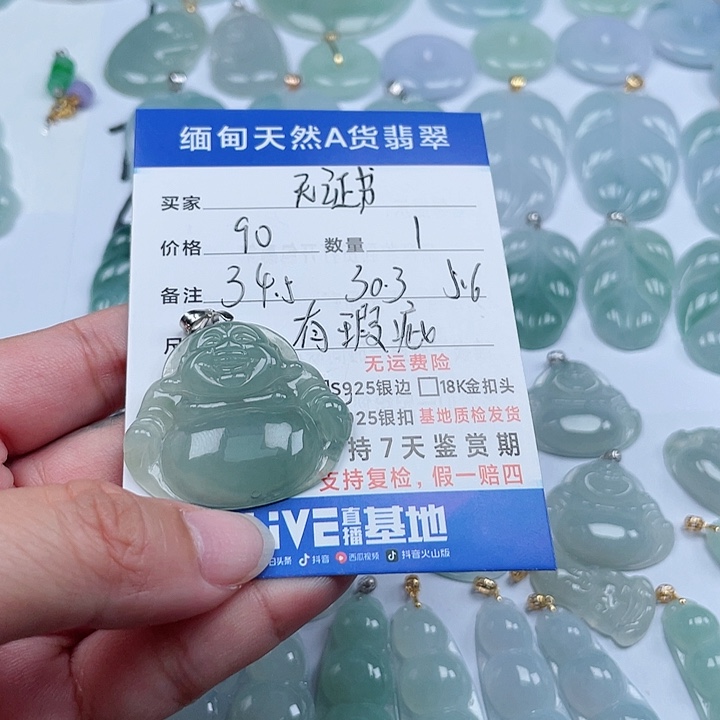 缅甸天然A货翡翠
买家 无证书
价格 90 数量 1
备注 34.5 30.3 5.6
有瑕疵
无运费险
S925银边 18K金扣头
925银扣 基地质检发货
持7天鉴赏期
支持复检,假一赔四
LiVE直播基地
头条 抖音 西瓜视频 抖音火山版